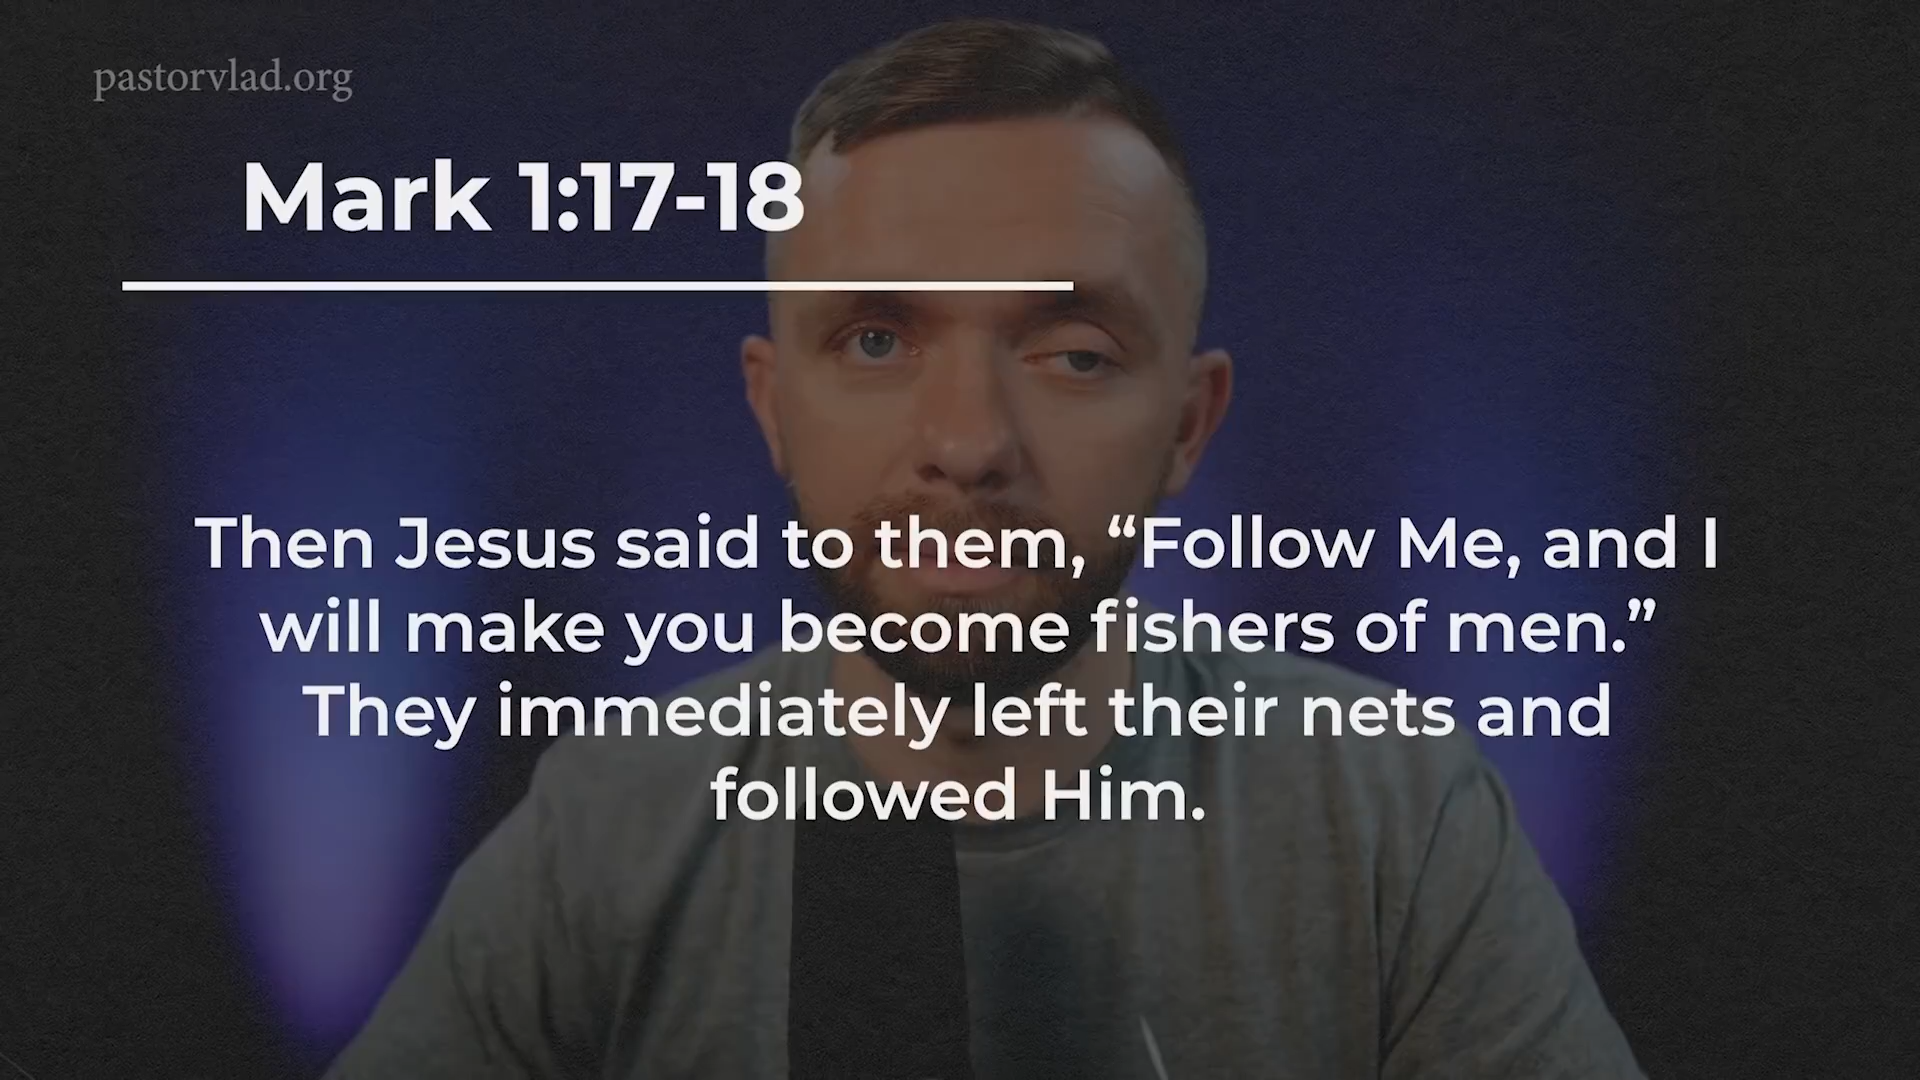 pastorvlad.org
Mark 1:17-18
Then Jesus said to them, “Follow Me, and I
will make you become fishers of men.”
They immediately left their nets and
followed Him.